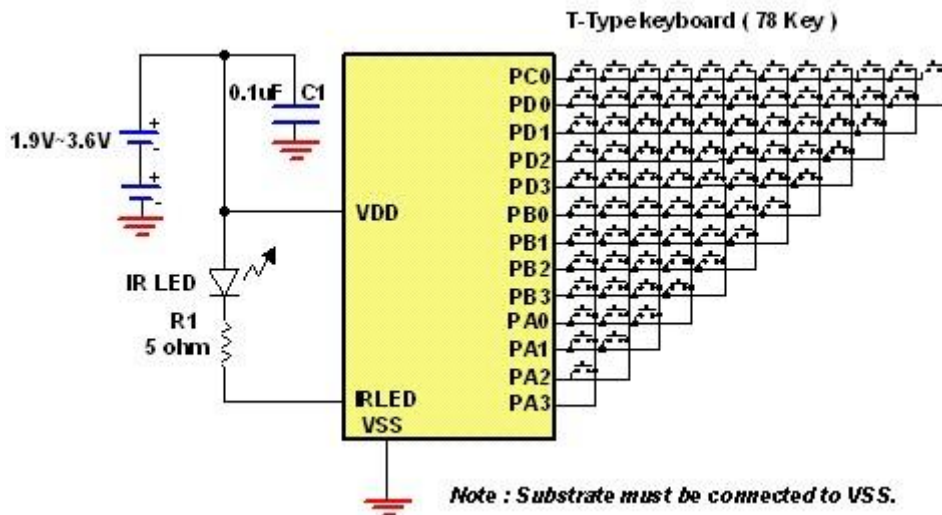 T-Type keyboard ( 78 Key )
PC0
0.1uF C1
PD0
1.9V~3.6V
+
-
PD1
PD2
+
-
PD3
VDD
PB0
PB1
IR LED
PB2
PB3
R1
PA0
5 ohm
PA1
PA2
IRLED
PA3
VSS
Note : Substrate must be connected to VSS.